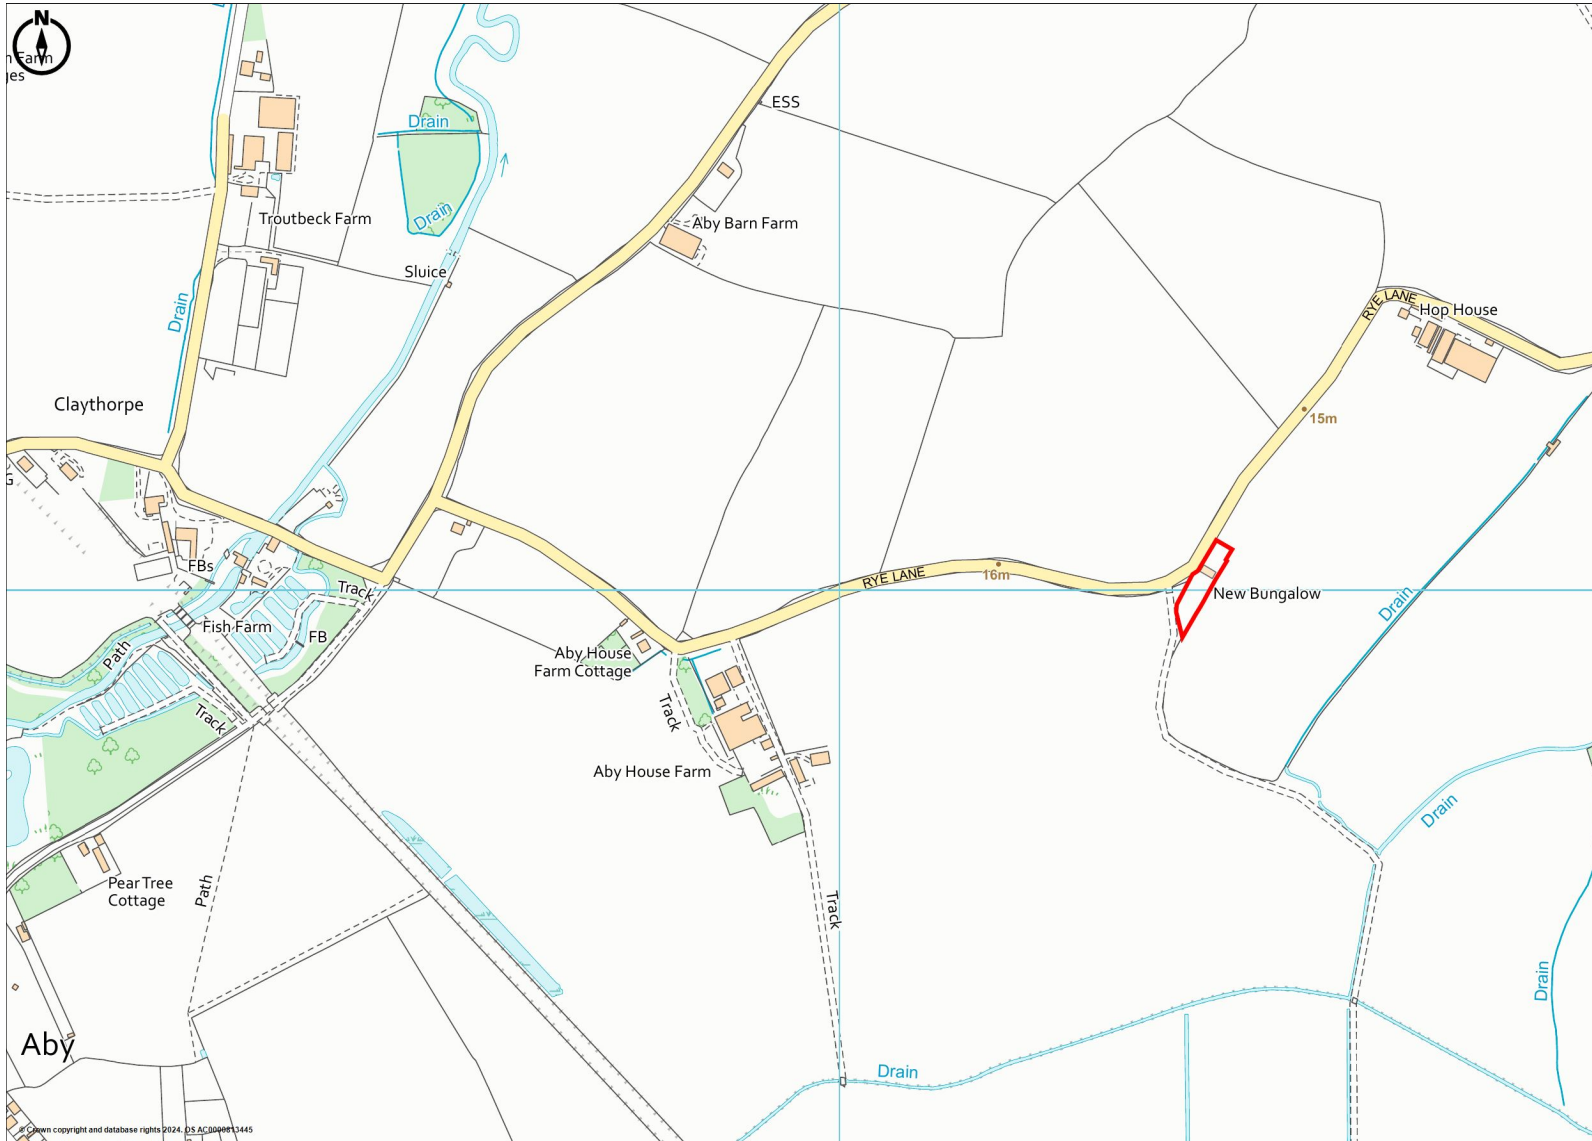 N
n Farm
ges
ESS
Drain
Drain
Troutbeck Farm
Aby Barn Farm
Sluice
Drain
RYE LANE
Hop House
Claythorpe
15m
G
FBs
Track
RYE LANE
16m
New Bungalow
Drain
Fish Farm
FB
Path
Aby House
Farm Cottage
Track
Track
Aby House Farm
Drain
Pear Tree
Cottage
Path
Track
Drain
Aby
Drain
© Crown copyright and database rights 2024. OS AC0000813445